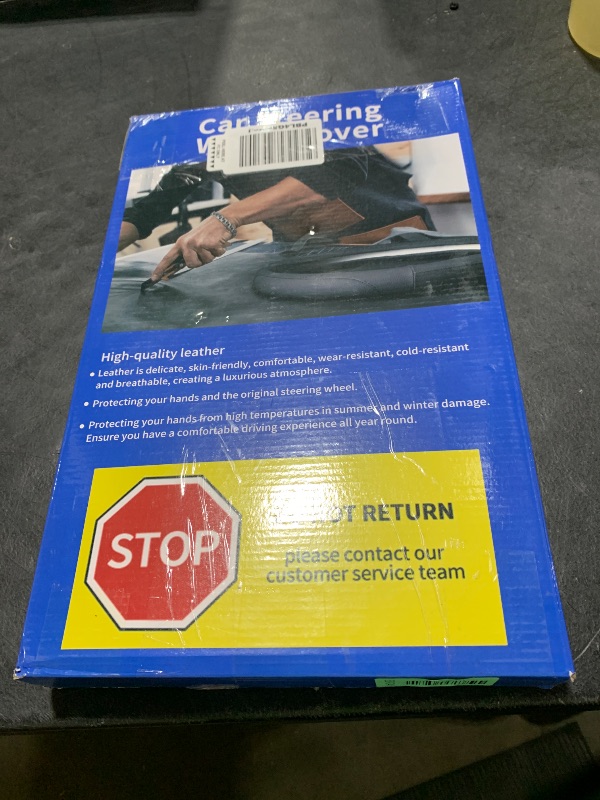 Car Steering
High-quality leather
• Leather is delicate, skin-friendly, comfortable, wear-resistant, cold-resistant
and breathable, creating a luxurious atmosphere.
• Protecting your hands and the original steering wheel.
• Protecting your hands from high temperatures in summer and winter damage.
Ensure you have a comfortable driving experience all year round.
STOP
RETURN
please contact our
customer service team